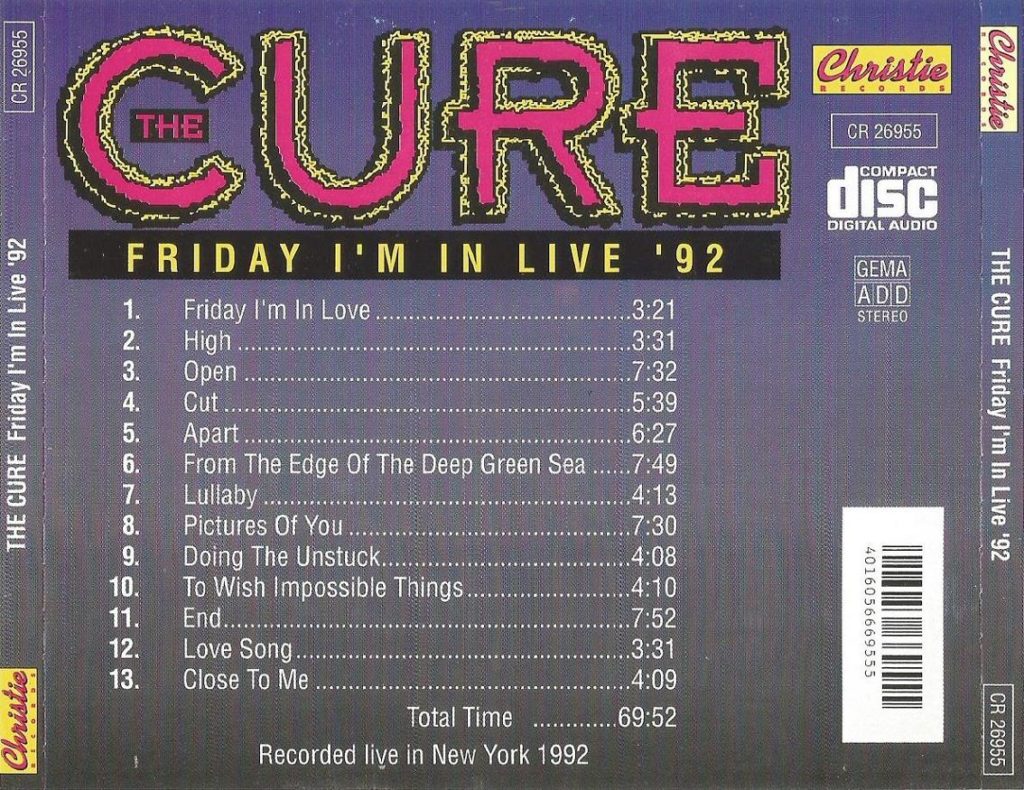 CR 26955
THE CURE Friday I'm In Live '92
Christie
RECORDS
THE CURE
FRIDAY I'M IN LIVE '92
1. Friday I'm In Love ..... 3:21
2. High ..... 3:31
3. Open ..... 7:32
4. Cut ..... 5:39
5. Apart ..... 6:27
6. From The Edge Of The Deep Green Sea ...... 7:49
7. Lullaby ..... 4:13
8. Pictures Of You ..... 7:30
9. Doing The Unstuck ..... 4:08
10. To Wish Impossible Things ..... 4:10
11. End ..... 7:52
12. Love Song ..... 3:31
13. Close To Me ..... 4:09
Total Time ............ 69:52
Recorded live in New York 1992
Christie
RECORDS
CR 26955
COMPACT
disc
DIGITAL AUDIO
GEMA
ADD
STEREO
4016056669555
Christie
RECORDS
THE CURE Friday I'm In Live '92
CR 26955